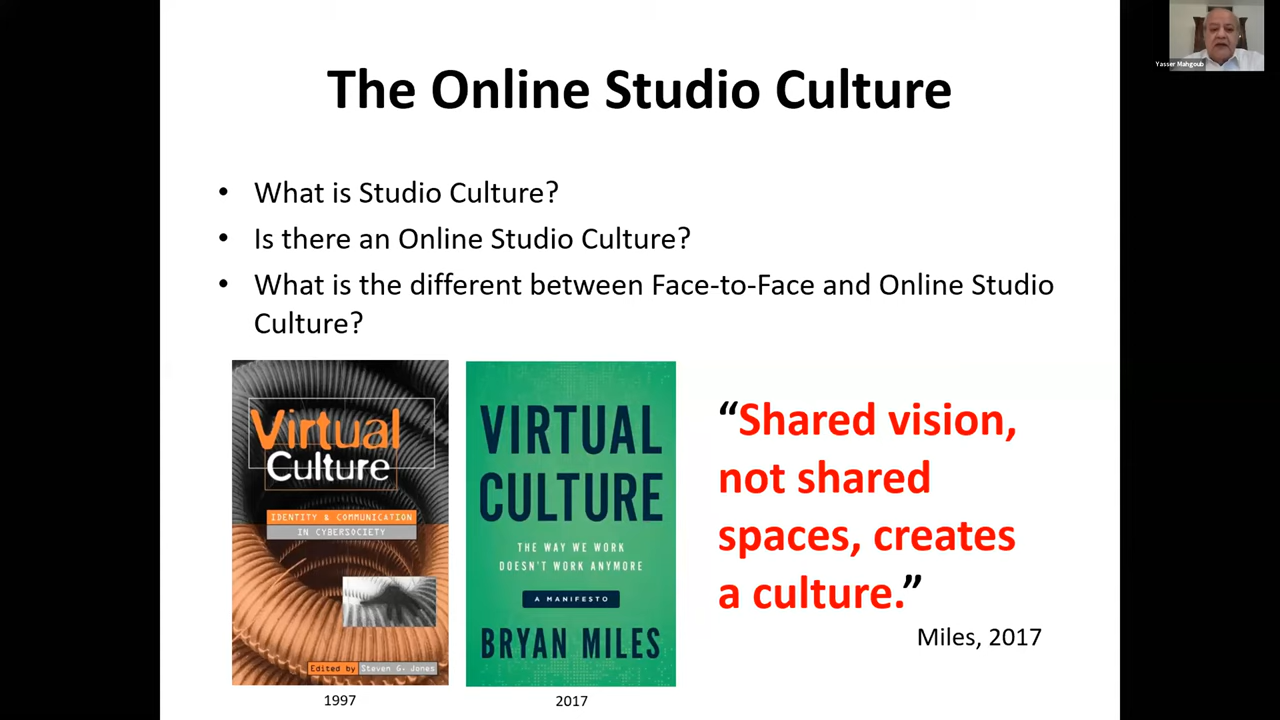 Yasser Mahgoub
The Online Studio Culture
• What is Studio Culture?
• Is there an Online Studio Culture?
• What is the different between Face-to-Face and Online Studio
Culture?
Virtual
Culture
IDENTITY & COMMUNICATION
IN CYBERSOCIETY
Edited by Steven G. Jones
1997
VIRTUAL
CULTURE
THE WAY WE WORK
DOESN'T WORK ANYMORE
A MANIFESTO
BRYAN MILES
2017
“Shared vision,
not shared
spaces, creates
a culture.”
Miles, 2017